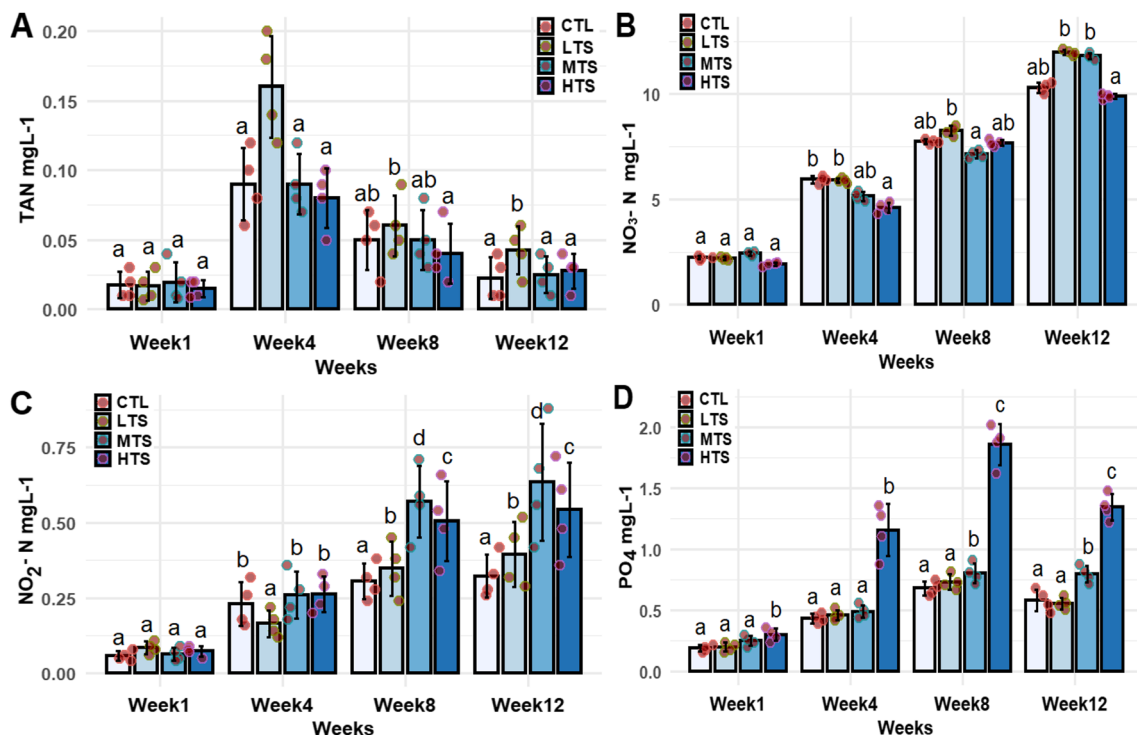 A
TAN mgL-1
0.20
0.15
0.10
0.05
0.00
CTL
LTS
MTS
HTS
a a a a
a a a
ab b ab a
a b a a
Week1 Week4 Week8 Week12
Weeks
B
NO₃- N mgL-1
10
5
0
CTL
LTS
MTS
HTS
a a a a
b b ab a
ab b a ab
ab b b a
Week1 Week4 Week8 Week12
Weeks
C
NO2- N mgL-1
0.75
0.50
0.25
0.00
CTL
LTS
MTS
HTS
a a a a
b a b b
a b d c
a b d c
Week1 Week4 Week8 Week12
Weeks
D
PO4 mgL-1
2.0
1.5
1.0
0.5
0.0
CTL
LTS
MTS
HTS
a a a b
a a a b
a a b c
a a b c
Week1 Week4 Week8 Week12
Weeks